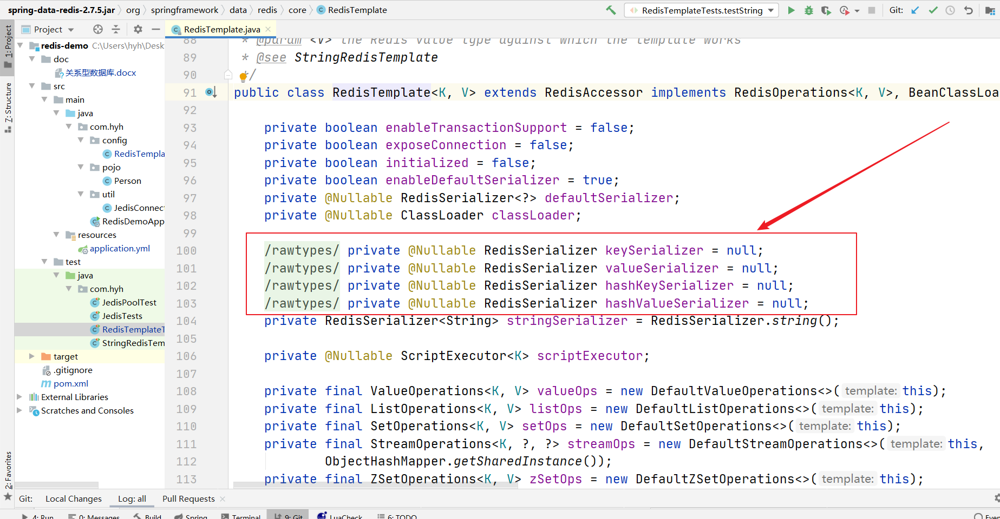 spring-data-redis-2.7.5.jar org springframework data redis core RedisTemplate
RedisTemplateTests.testString Git:
1: Project
7: Structure
2: Favorites
Project
redis-demo C:\Users\hyh\Desk
doc
关系型数据库.docx
src
main
java
com.hyh
config
RedisTempla
pojo
Person
util
JedisConnect
RedisDemoApp
resources
application.yml
test
java
com.hyh
JedisPoolTest
JedisTests
RedisTemplateT
StringRedisTem
target
.gitignore
pom.xml
External Libraries
Scratches and Consoles
RedisTemplate.java
88 * @param <V> the Redis value type against which the template works
89 * @see StringRedisTemplate
90 */
91 public class RedisTemplate<K, V> extends RedisAccessor implements RedisOperations<K, V>, BeanClassLoa
92
93 private boolean enableTransactionSupport = false;
94 private boolean exposeConnection = false;
95 private boolean initialized = false;
96 private boolean enableDefaultSerializer = true;
97 private @Nullable RedisSerializer<?> defaultSerializer;
98 private @Nullable ClassLoader classLoader;
99
100 /rawtypes/ private @Nullable RedisSerializer keySerializer = null;
101 /rawtypes/ private @Nullable RedisSerializer valueSerializer = null;
102 /rawtypes/ private @Nullable RedisSerializer hashKeySerializer = null;
103 /rawtypes/ private @Nullable RedisSerializer hashValueSerializer = null;
104 private RedisSerializer<String> stringSerializer = RedisSerializer.string();
105
106 private @Nullable ScriptExecutor<K> scriptExecutor;
107
108 private final ValueOperations<K, V> valueOps = new DefaultValueOperations<>( template: this);
109 private final ListOperations<K, V> listOps = new DefaultListOperations<>( template: this);
110 private final SetOperations<K, V> setOps = new DefaultSetOperations<>( template: this);
111 private final StreamOperations<K, ?, ?> streamOps = new DefaultStreamOperations<>( template: this,
112 ObjectHashMapper.getSharedInstance());
113 private final ZSetOperations<K, V> zSetOps = new DefaultZSetOperations<>( template: this);
Git: Local Changes Log: all Pull Requests
4: Run 0: Messages Build Spring Terminal 9: Git LuaCheck 6: TODO Even